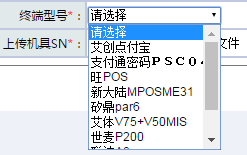 终端型号*： 请选择
上传机具SN*： 文件
请选择
艾创点付宝
支付通密码ＰＳＣ０４
旺POS
新大陆MPOSME31
矽鼎par6
艾体V75+V50MIS
世麦P200